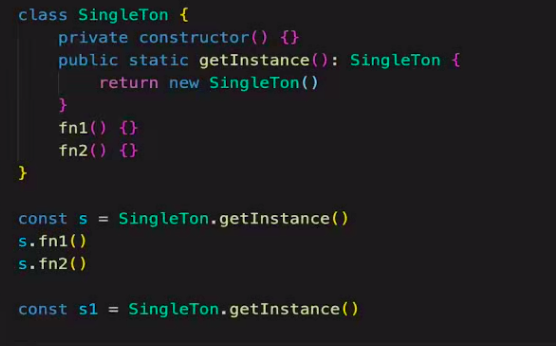 class SingleTon {
    private constructor() {}
    public static getInstance(): SingleTon {
        return new SingleTon()
    }
    fn1() {}
    fn2() {}
}

const s = SingleTon.getInstance()
s.fn1()
s.fn2()

const s1 = SingleTon.getInstance()